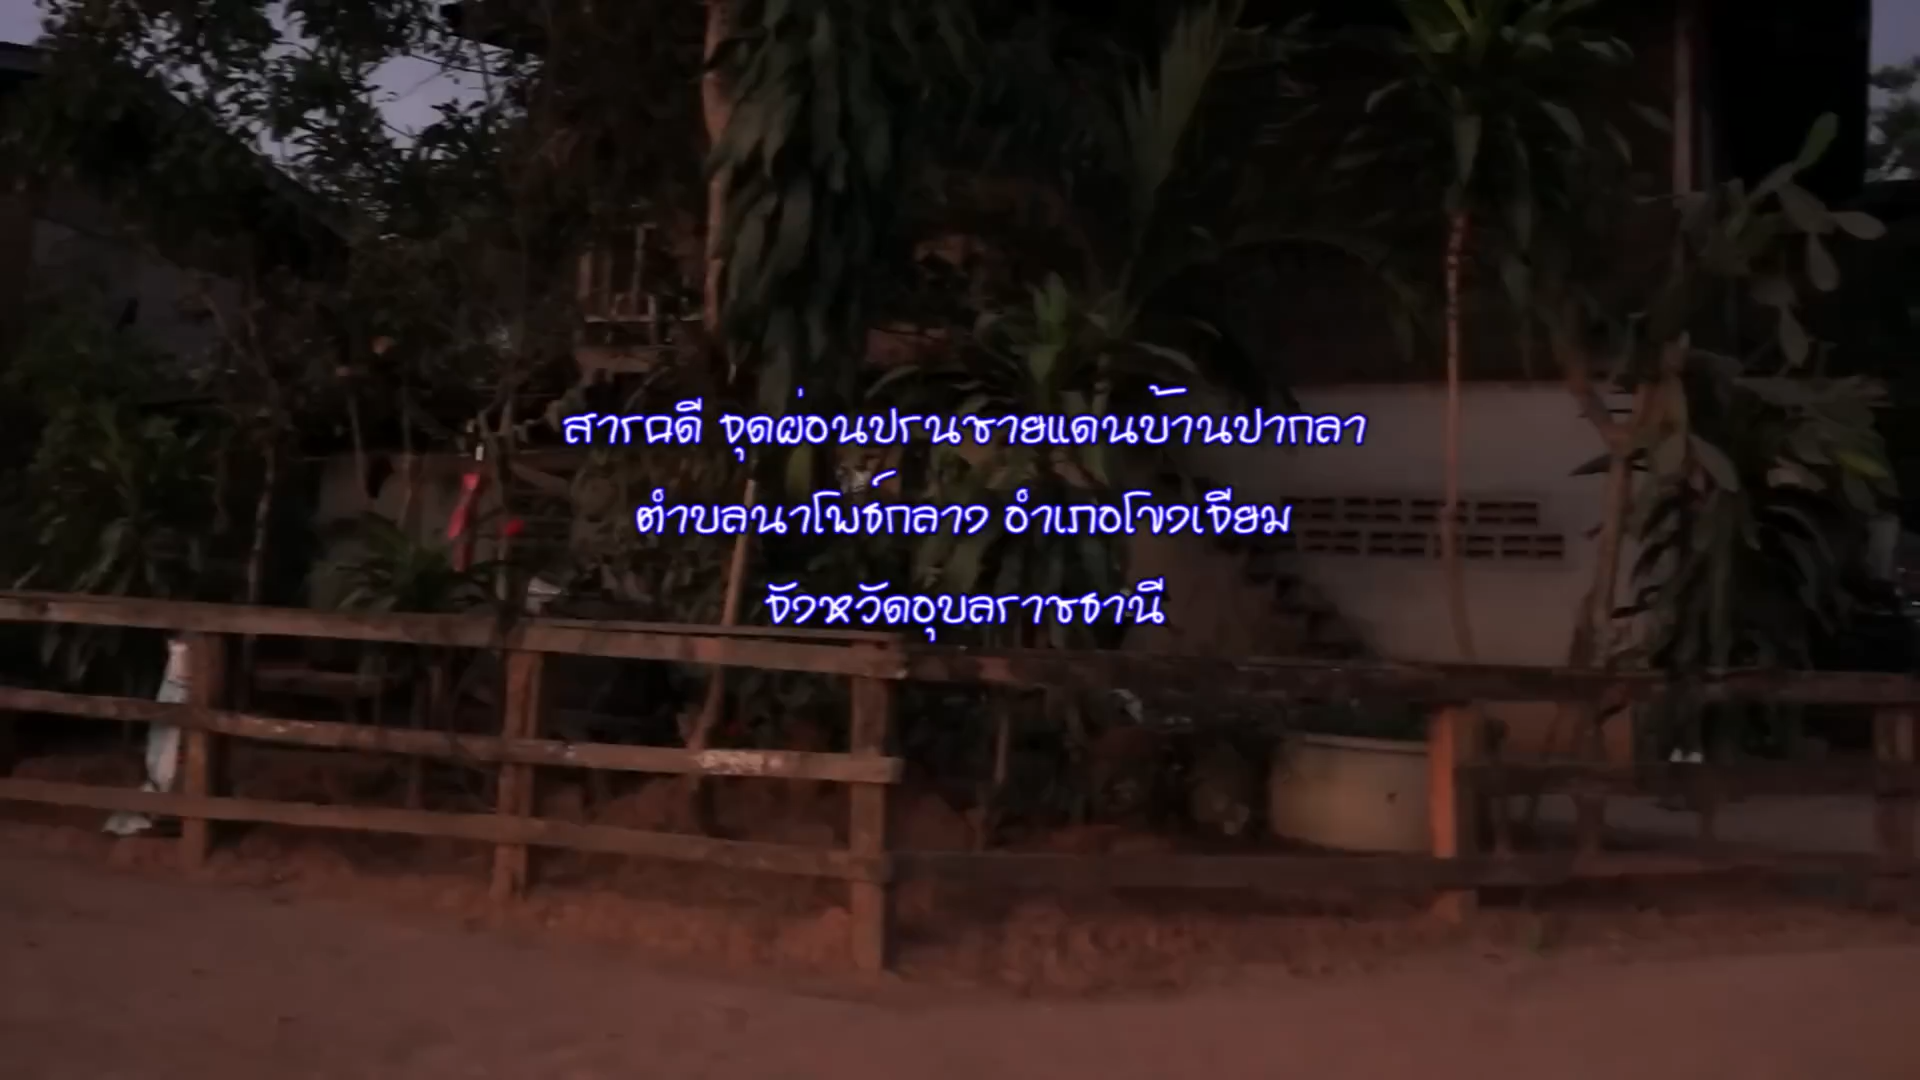 สารคดี จุดผ่อนปรนชายแดนบ้านปากลา
ตำบลนาโพธิ์กลาง อำเภอโขงเจียม
จังหวัดอุบลราชธานี